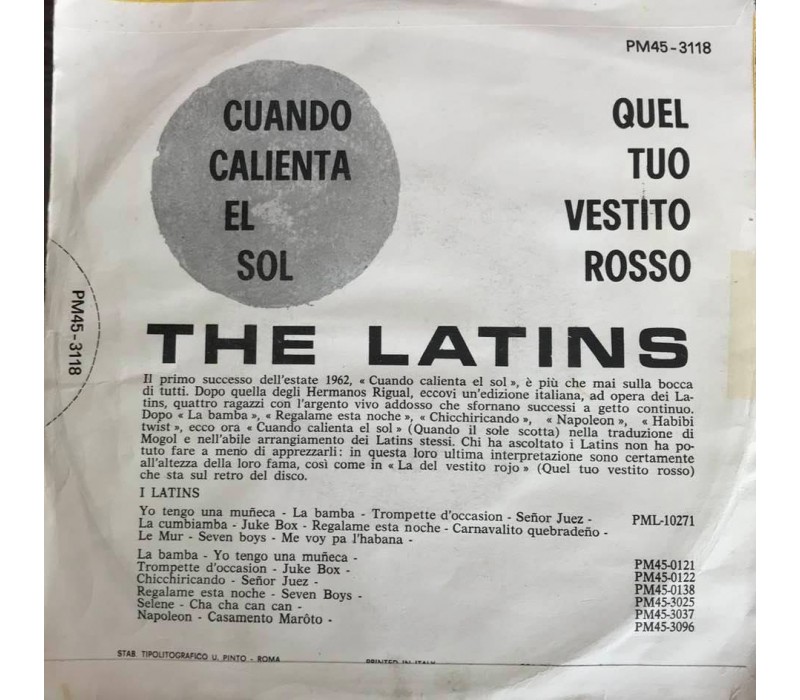 PM45-3118
CUANDO
CALIENTA
EL
SOL
QUEL
TUO
VESTITO
ROSSO
PM45-3118
THE LATINS
Il primo successo dell'estate 1962, « Cuando calienta el sol », è più che mai sulla bocca
di tutti. Dopo quella degli Hermanos Rigual, eccovi un'edizione italiana, ad opera dei La-
tins, quattro ragazzi con l'argento vivo addosso che sfornano successi a getto continuo.
Dopo « La bamba », « Regalame esta noche », « Chicchiricando », « Napoleon », « Habibi
twist », ecco ora « Cuando calienta el sol » (Quando il sole scotta) nella traduzione di
Mogol e nell'abile arrangiamento dei Latins stessi. Chi ha ascoltato i Latins non ha po-
tuto fare a meno di apprezzarli: in questa loro ultima interpretazione sono certamente
all'altezza della loro fama, così come in « La del vestito rojo » (Quel tuo vestito rosso)
che sta sul retro del disco.
I LATINS
Yo tengo una muñeca - La bamba - Trompette d'occasion - Señor Juez -
La cumbiamba - Juke Box - Regalame esta noche - Carnavalito quebradeño -
Le Mur - Seven boys - Me voy pa l'habana -
PML-10271
La bamba - Yo tengo una muñeca -
Trompette d'occasion - Juke Box -
Chicchiricando - Señor Juez -
Regalame esta noche - Seven Boys -
Selene - Cha cha can can -
Napoleon - Casamento Marôto -
PM45-0121
PM45-0122
PM45-0138
PM45-3025
PM45-3037
PM45-3096
STAB. TIPOLITOGRAFICO U. PINTO - ROMA
PRINTED IN ITALY